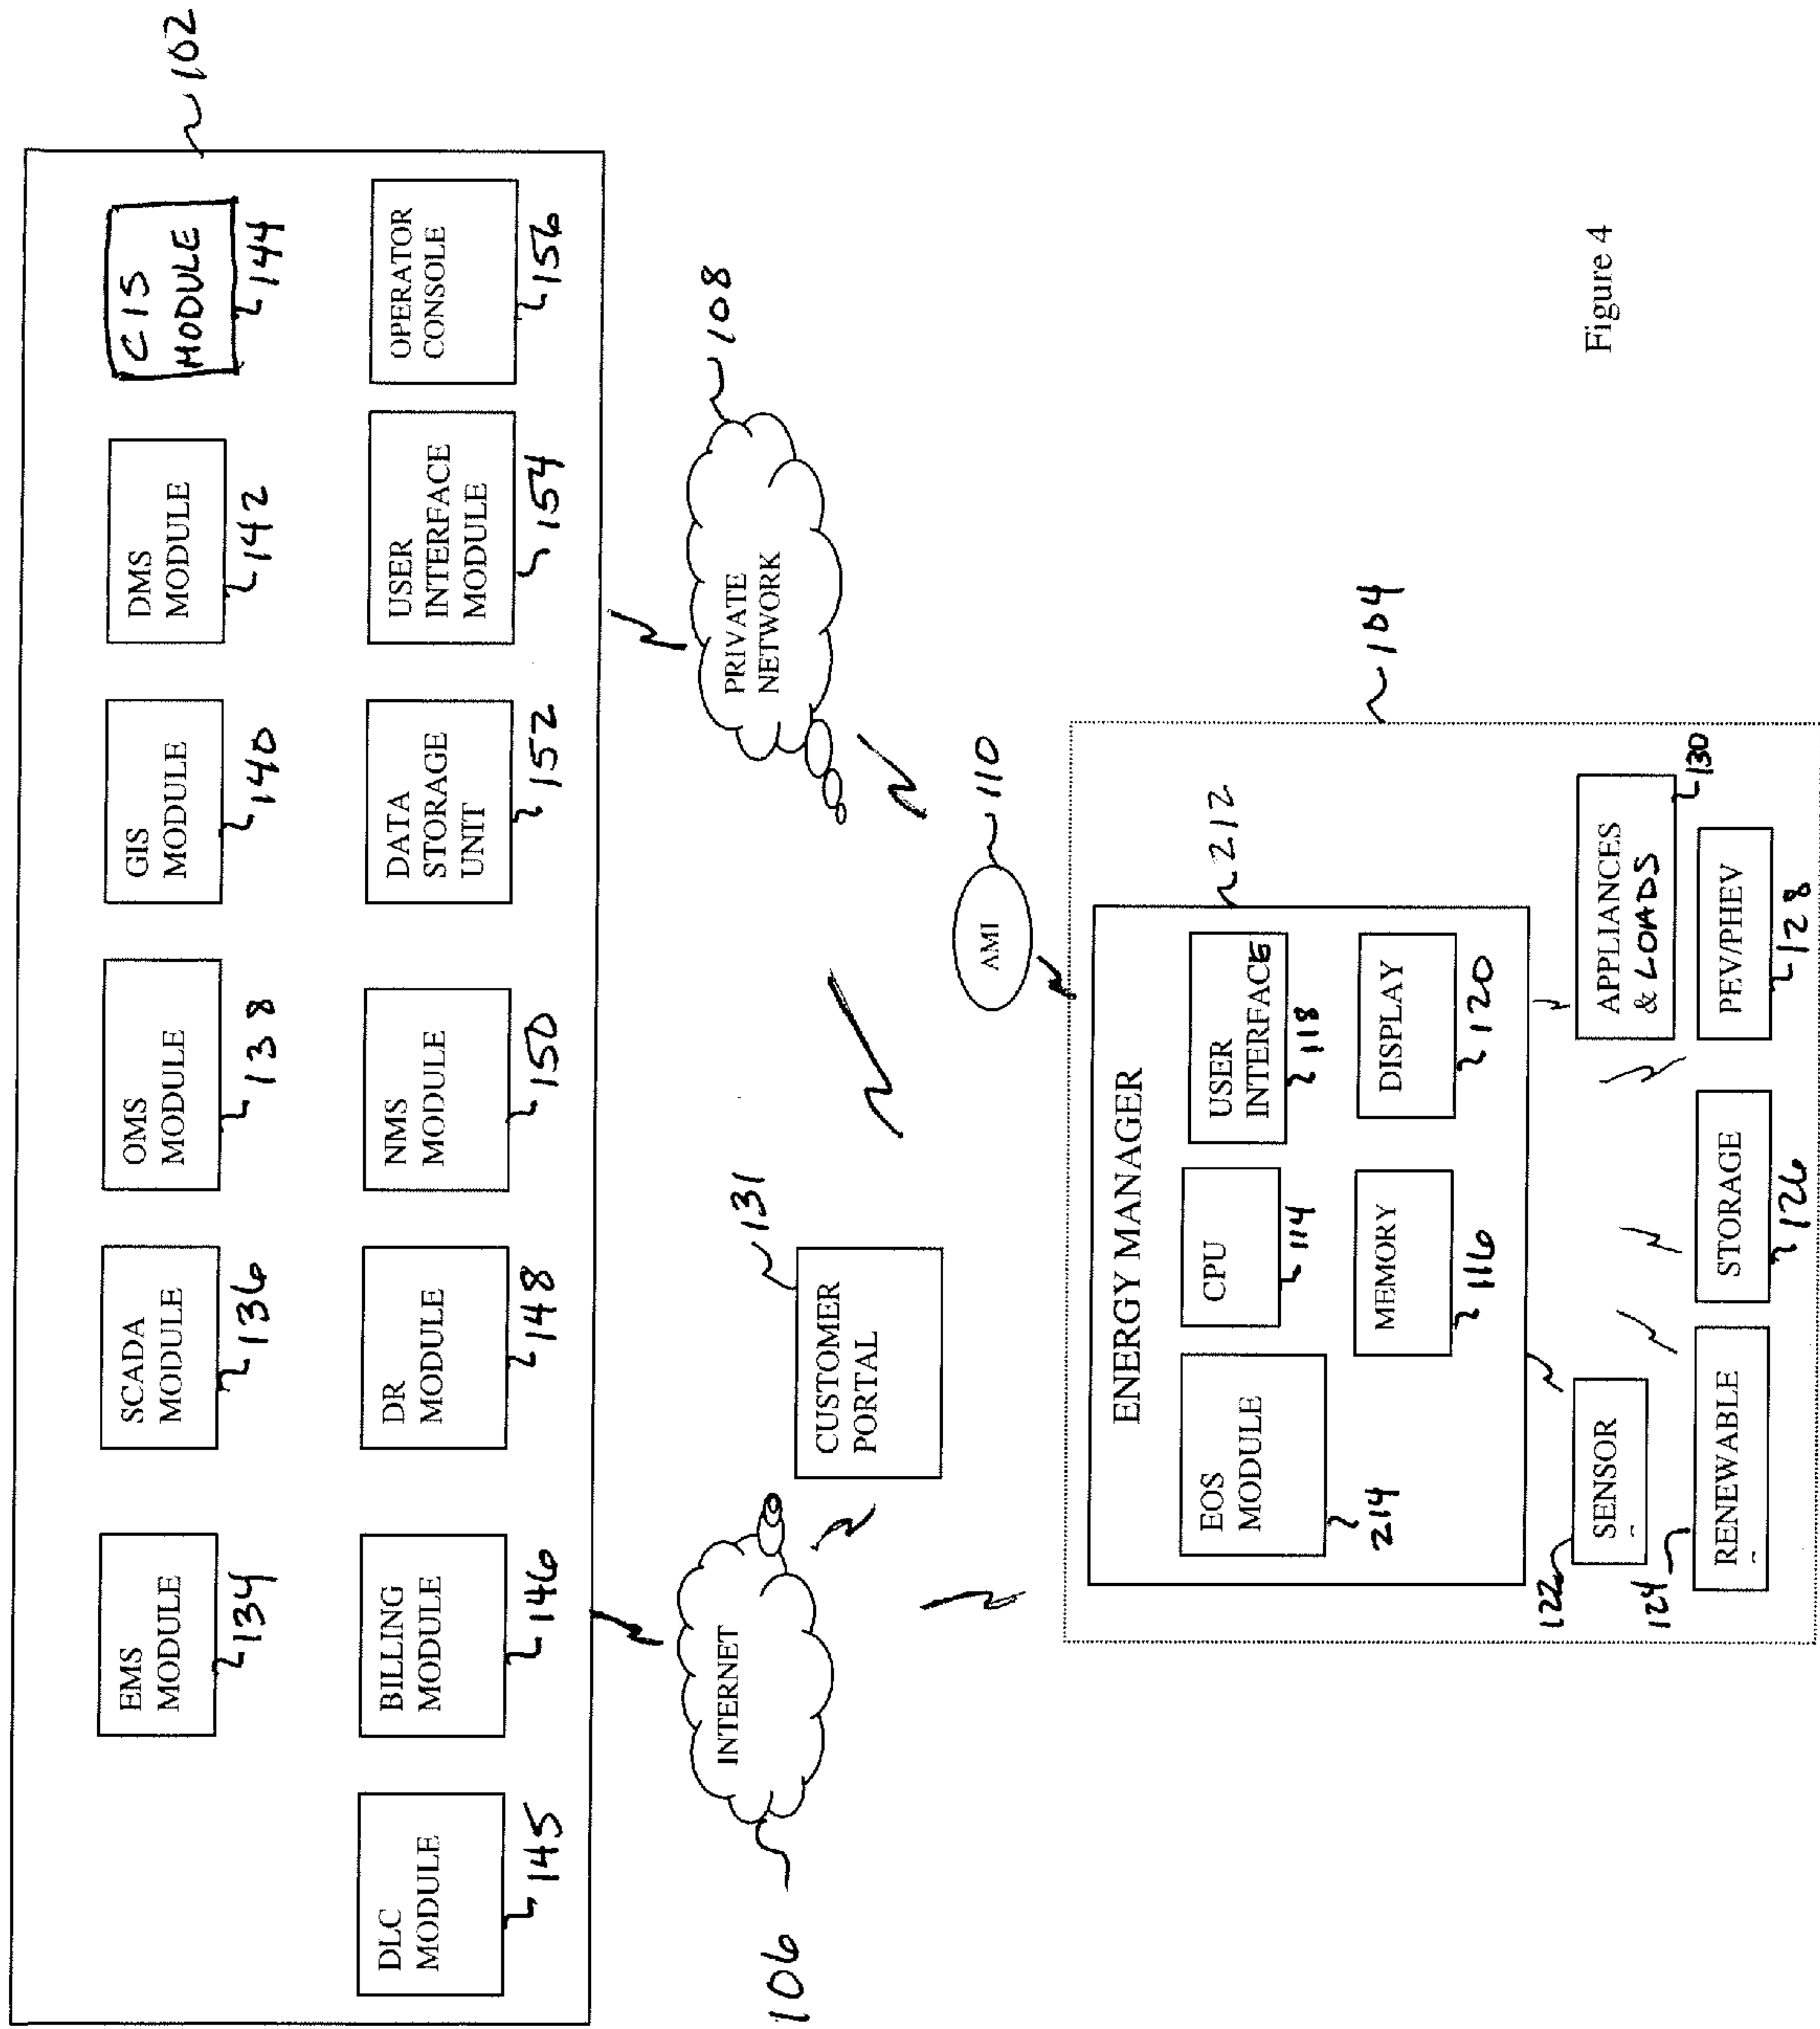 102
EMS
MODULE
134
SCADA
MODULE
136
OMS
MODULE
138
GIS
MODULE
140
DMS
MODULE
142
CIS
MODULE
144
DLC
MODULE
145
BILLING
MODULE
146
DR
MODULE
148
NMS
MODULE
150
DATA
STORAGE
UNIT
152
USER
INTERFACE
MODULE
154
OPERATOR
CONSOLE
156
INTERNET
106
CUSTOMER
PORTAL
131
PRIVATE
NETWORK
108
AMI
110
104
ENERGY MANAGER
212
EOS
MODULE
214
CPU
114
USER
INTERFACE
118
MEMORY
116
DISPLAY
120
SENSOR
122
APPLIANCES
& LOADS
130
RENEWABLE
124
STORAGE
126
PEV/PHEV
128
Figure 4